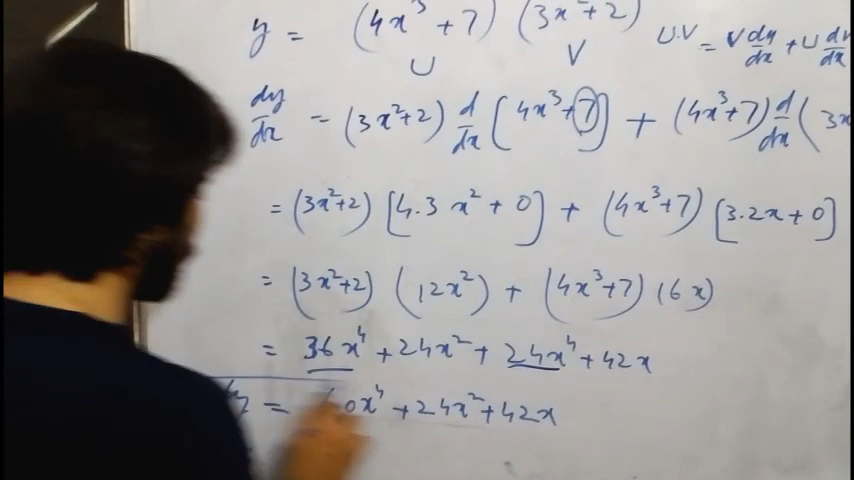 y = (4x³ + 7) (3x² + 2) U.V = V du/dx + U dv/dx
U V
dy/dx = (3x²+2) d/dx [4x³+7] + (4x³+7) d/dx (3x
= (3x²+2) [4.3 x² + 0] + (4x³+7) [3.2x + 0]
= (3x²+2) (12x²) + (4x³+7) (6x)
= 36x⁴ + 24x² + 24x⁴ + 42x
= 0x⁴ + 24x² + 42x